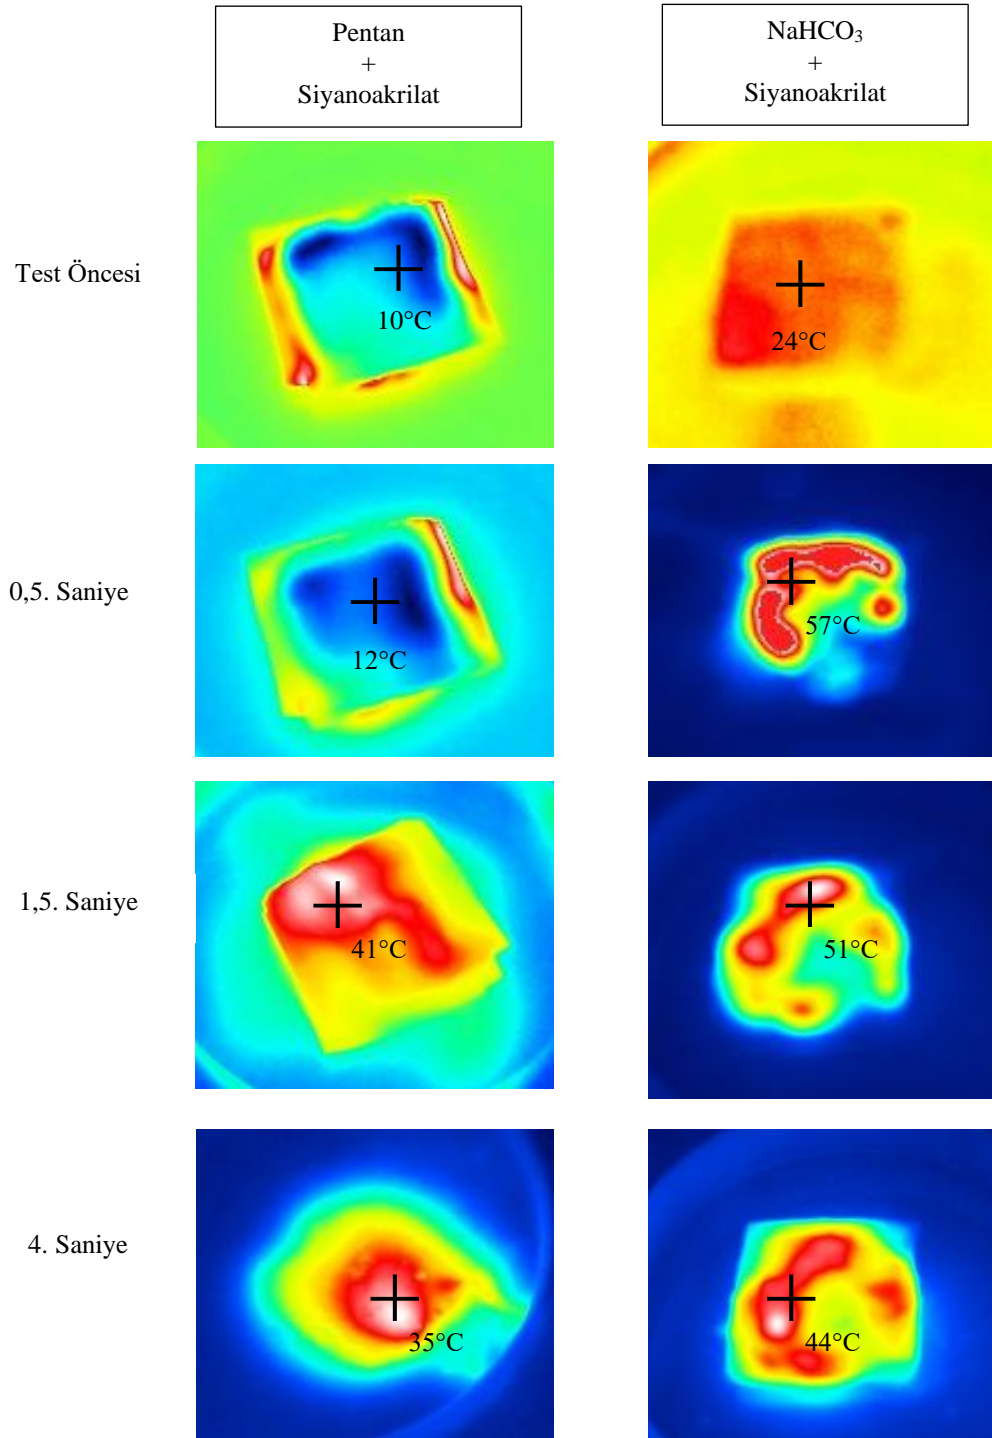 Pentan
+
Siyanoakrilat
NaHCO₃
+
Siyanoakrilat
Test Öncesi
10°C
24°C
0,5. Saniye
12°C
57°C
1,5. Saniye
41°C
51°C
4. Saniye
35°C
44°C